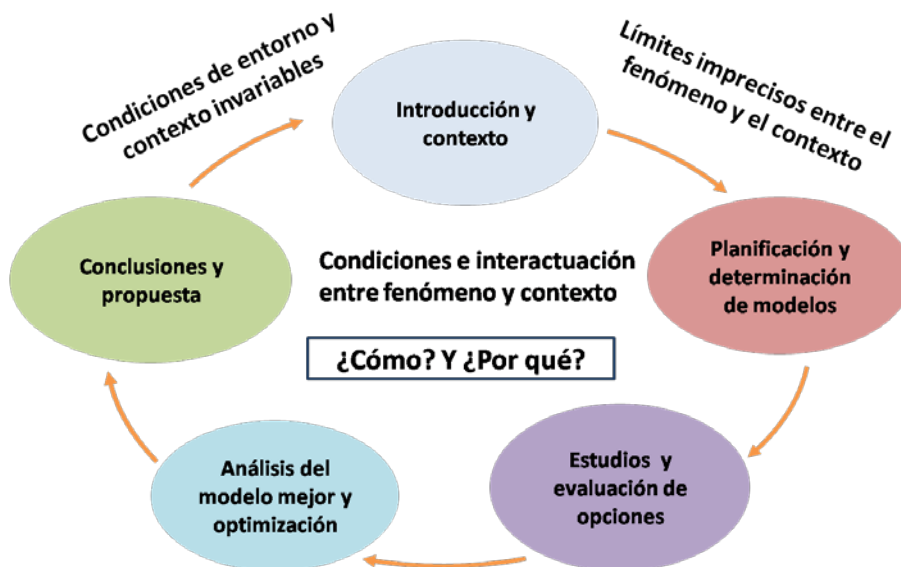 Condiciones de entorno y
contexto invariables
Introducción y
contexto
Límites imprecisos entre el
fenómeno y el contexto
Planificación y
determinación
de modelos
Conclusiones y
propuesta
Condiciones e interactuación
entre fenómeno y contexto
¿Cómo? Y ¿Por qué?
Estudios y
evaluación de
opciones
Análisis del
modelo mejor y
optimización